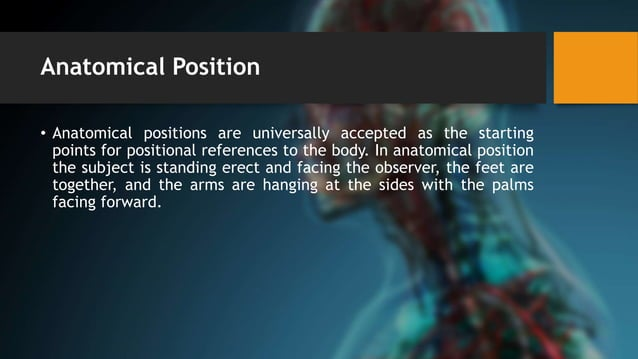 Anatomical Position
• Anatomical positions are universally accepted as the starting
points for positional references to the body. In anatomical position
the subject is standing erect and facing the observer, the feet are
together, and the arms are hanging at the sides with the palms
facing forward.